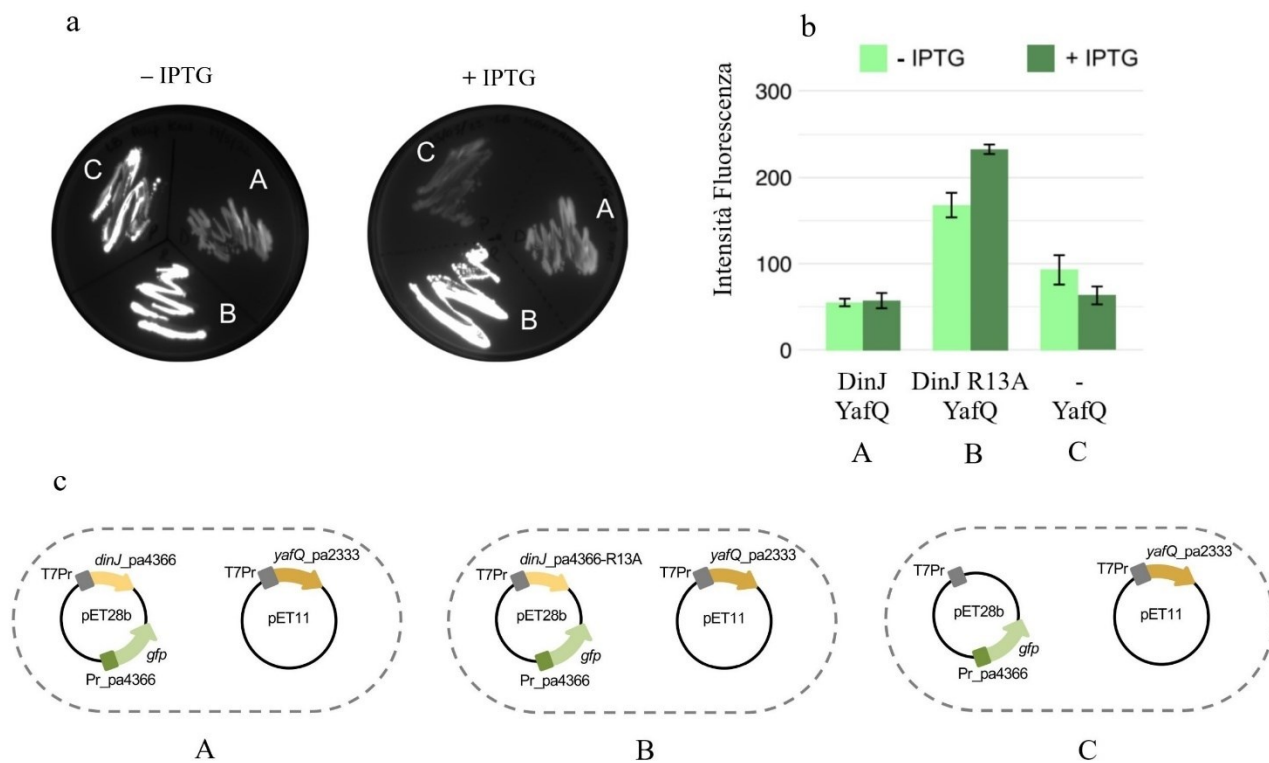 a
– IPTG
+ IPTG
C
A
B
C
A
B
b
- IPTG
+ IPTG
Intensità Fluorescenza
300
200
100
0
DinJ
YafQ
DinJ R13A
YafQ
-
YafQ
A
B
C
c
dinJ_pa4366
T7Pr
pET28b
gfp
Pr_pa4366
yafQ_pa2333
T7Pr
pET11
A
dinJ_pa4366-R13A
T7Pr
pET28b
gfp
Pr_pa4366
yafQ_pa2333
T7Pr
pET11
B
T7Pr
pET28b
gfp
Pr_pa4366
yafQ_pa2333
T7Pr
pET11
C